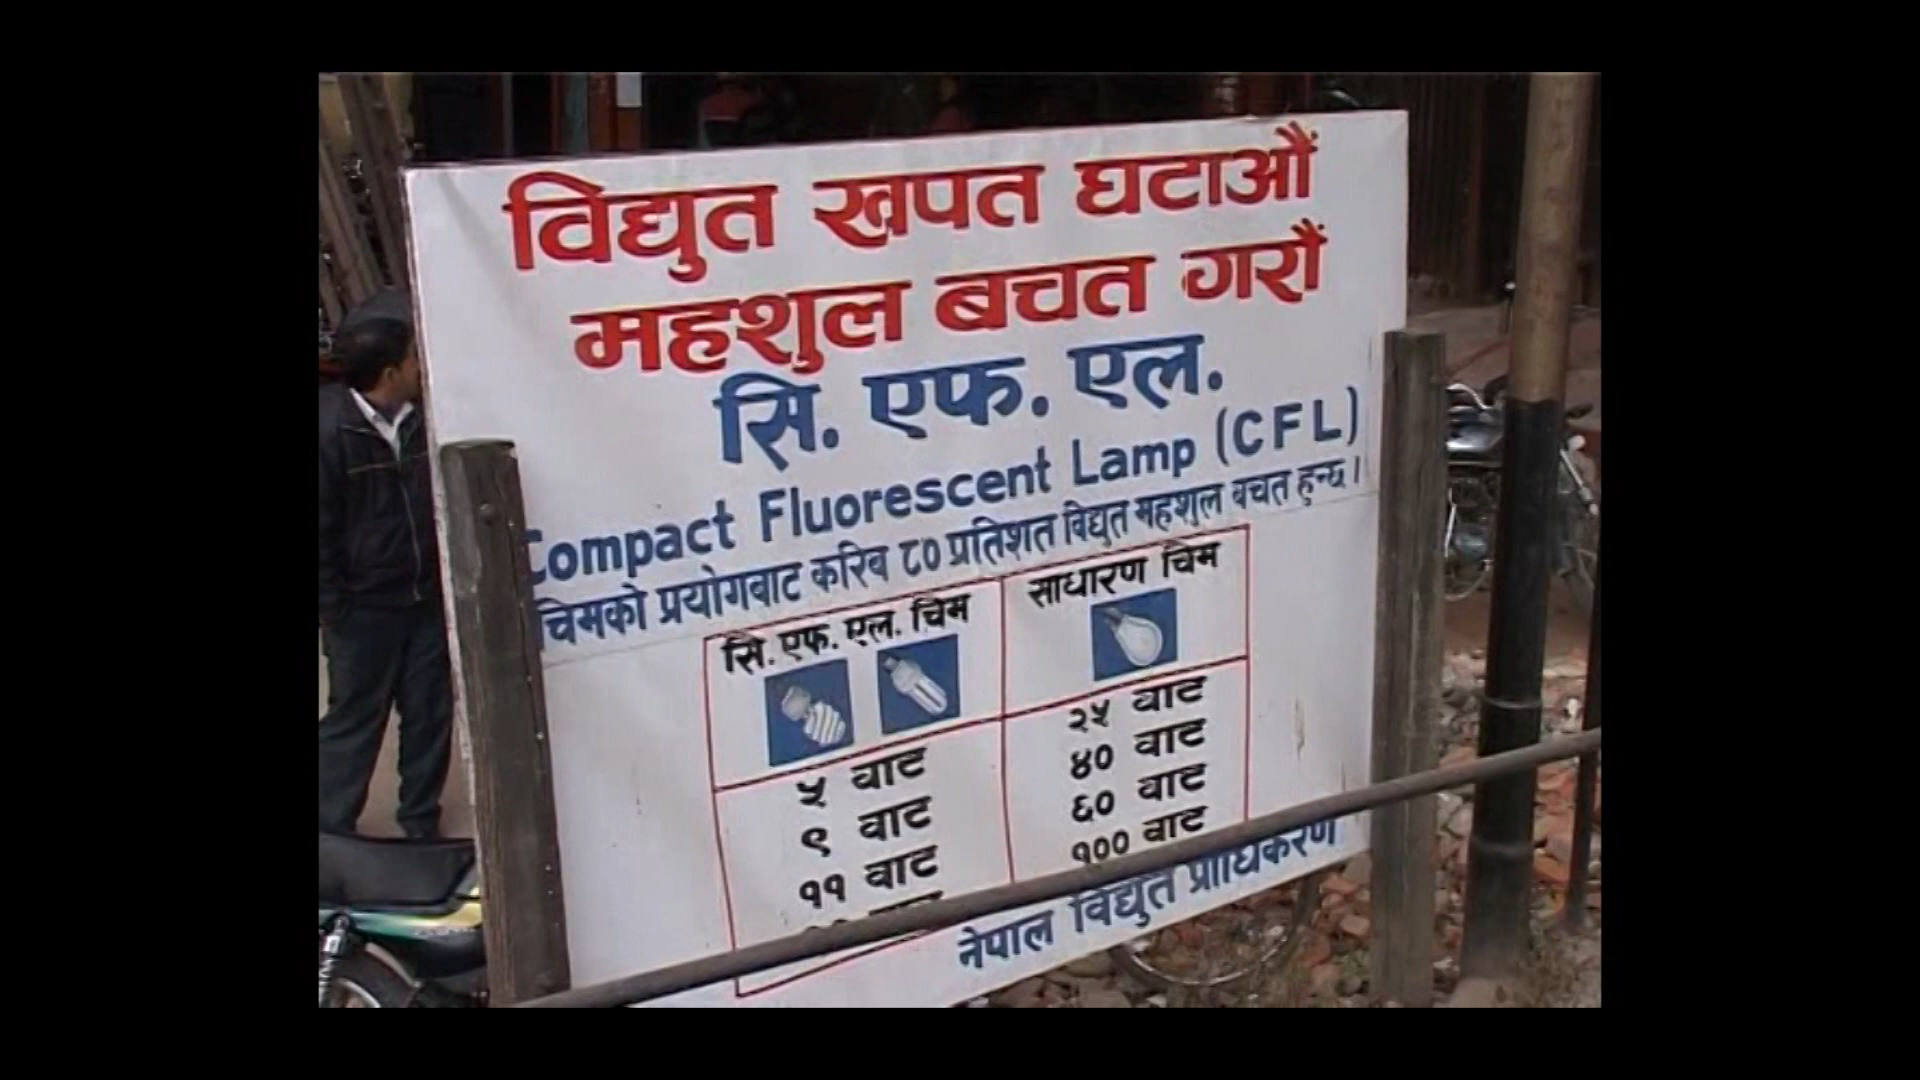 विद्युत खपत घटाऔं
महशुल बचत गरौं
सि. एफ. एल.
Compact Fluorescent Lamp (CFL)
चिमको प्रयोगबाट करिब ८० प्रतिशत विद्युत महशुल बचत हुन्छ ।
सि. एफ. एल. चिम
साधारण चिम
५ वाट
२५ वाट
९ वाट
४० वाट
११ वाट
६० वाट
१०० वाट
नेपाल विद्युत प्राधिकरण